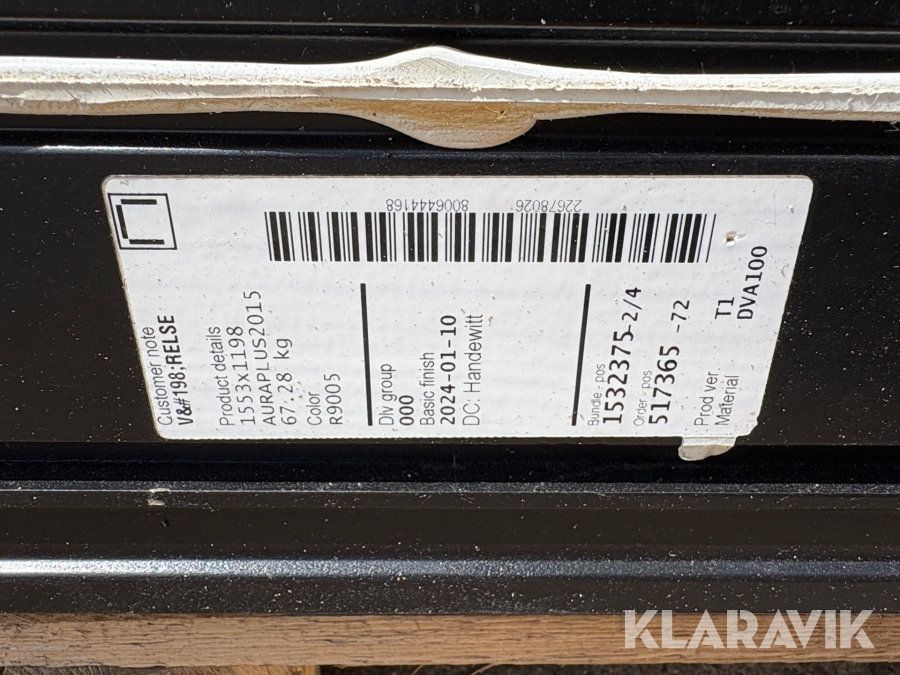 Customer note
V&#198;RELSE
Product details
1553x1198
AURAPLUS2015
67.28 kg
Color
R9005
Div group
000
Basic finish
2024-01-10
DC: Handewitt
Bundle - pos
1532375-2/4
Order - pos
517365 -72
Prod ver. T1
Material DVA100
8006444168 22678026
KLARAVIK